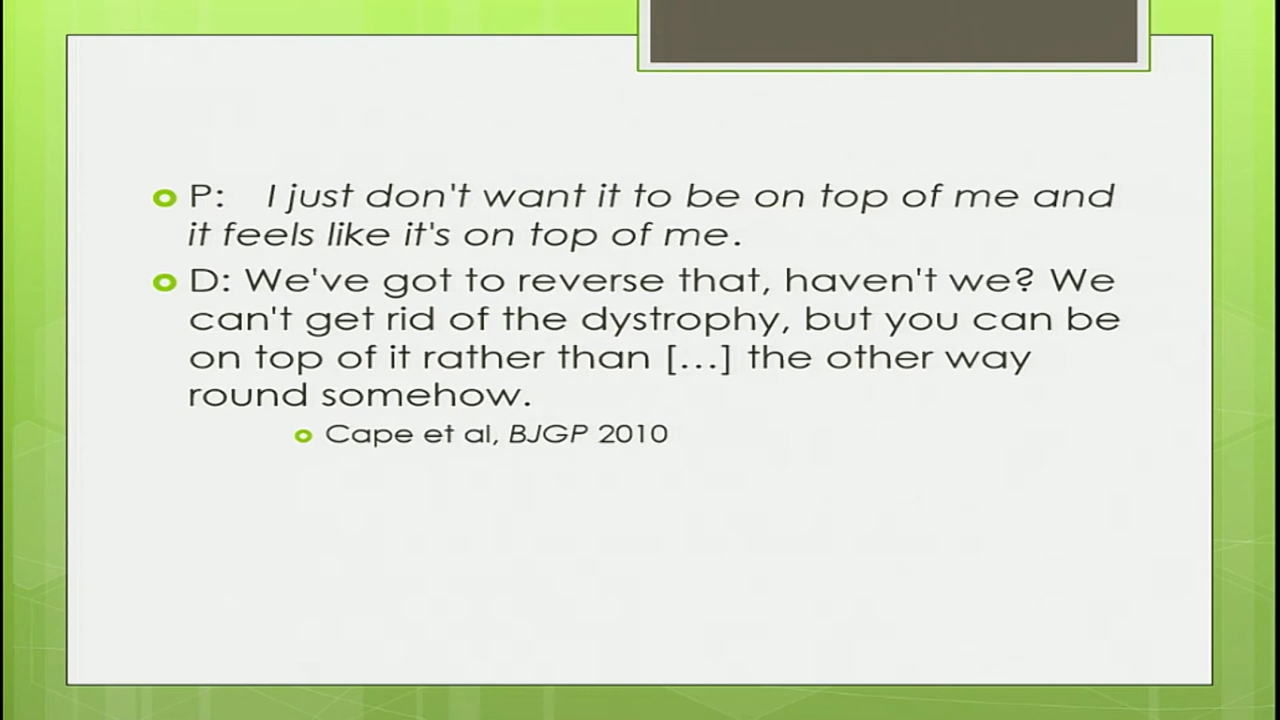 P: I just don't want it to be on top of me and
it feels like it's on top of me.
D: We've got to reverse that, haven't we? We
can't get rid of the dystrophy, but you can be
on top of it rather than […] the other way
round somehow.
Cape et al, BJGP 2010